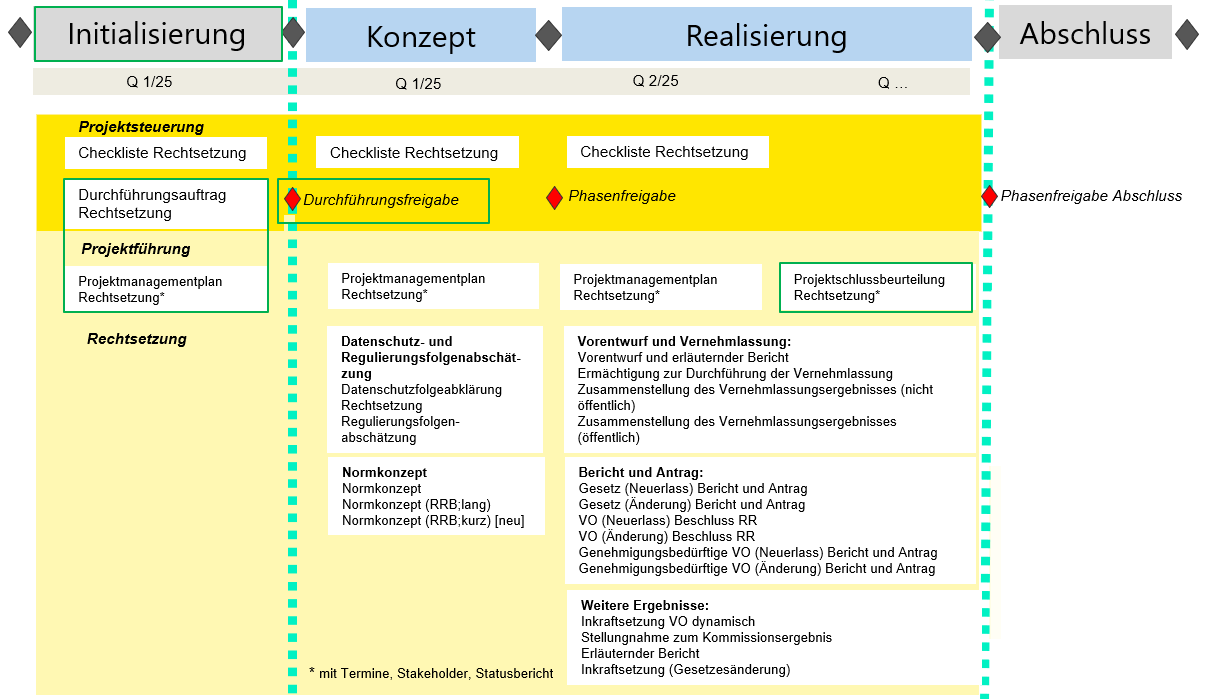 Initialisierung
Konzept
Realisierung
Abschluss
Q 1/25
Q 1/25
Q 2/25
Q ...
Projektsteuerung
Checkliste Rechtsetzung
Checkliste Rechtsetzung
Checkliste Rechtsetzung
Durchführungsauftrag
Rechtsetzung
Durchführungsfreigabe
Phasenfreigabe
Phasenfreigabe Abschluss
Projektführung
Projektmanagementplan
Rechtsetzung*
Projektmanagementplan
Rechtsetzung*
Projektmanagementplan
Rechtsetzung*
Projektschlussbeurteilung
Rechtsetzung*
Rechtsetzung
Datenschutz- und
Regulierungsfolgenabschät-
zung
Datenschutzfolgeabklärung
Rechtsetzung
Regulierungsfolgen-
abschätzung
Vorentwurf und Vernehmlassung:
Vorentwurf und erläuternder Bericht
Ermächtigung zur Durchführung der Vernehmlassung
Zusammenstellung des Vernehmlassungsergebnisses (nicht
öffentlich)
Zusammenstellung des Vernehmlassungsergebnisses
(öffentlich)
Normkonzept
Normkonzept
Normkonzept (RRB;lang)
Normkonzept (RRB;kurz) [neu]
Bericht und Antrag:
Gesetz (Neuerlass) Bericht und Antrag
Gesetz (Änderung) Bericht und Antrag
VO (Neuerlass) Beschluss RR
VO (Änderung) Beschluss RR
Genehmigungsbedürftige VO (Neuerlass) Bericht und Antrag
Genehmigungsbedürftige VO (Änderung) Bericht und Antrag
Weitere Ergebnisse:
Inkraftsetzung VO dynamisch
Stellungnahme zum Kommissionsergebnis
Erläuternder Bericht
Inkraftsetzung (Gesetzesänderung)
* mit Termine, Stakeholder, Statusbericht